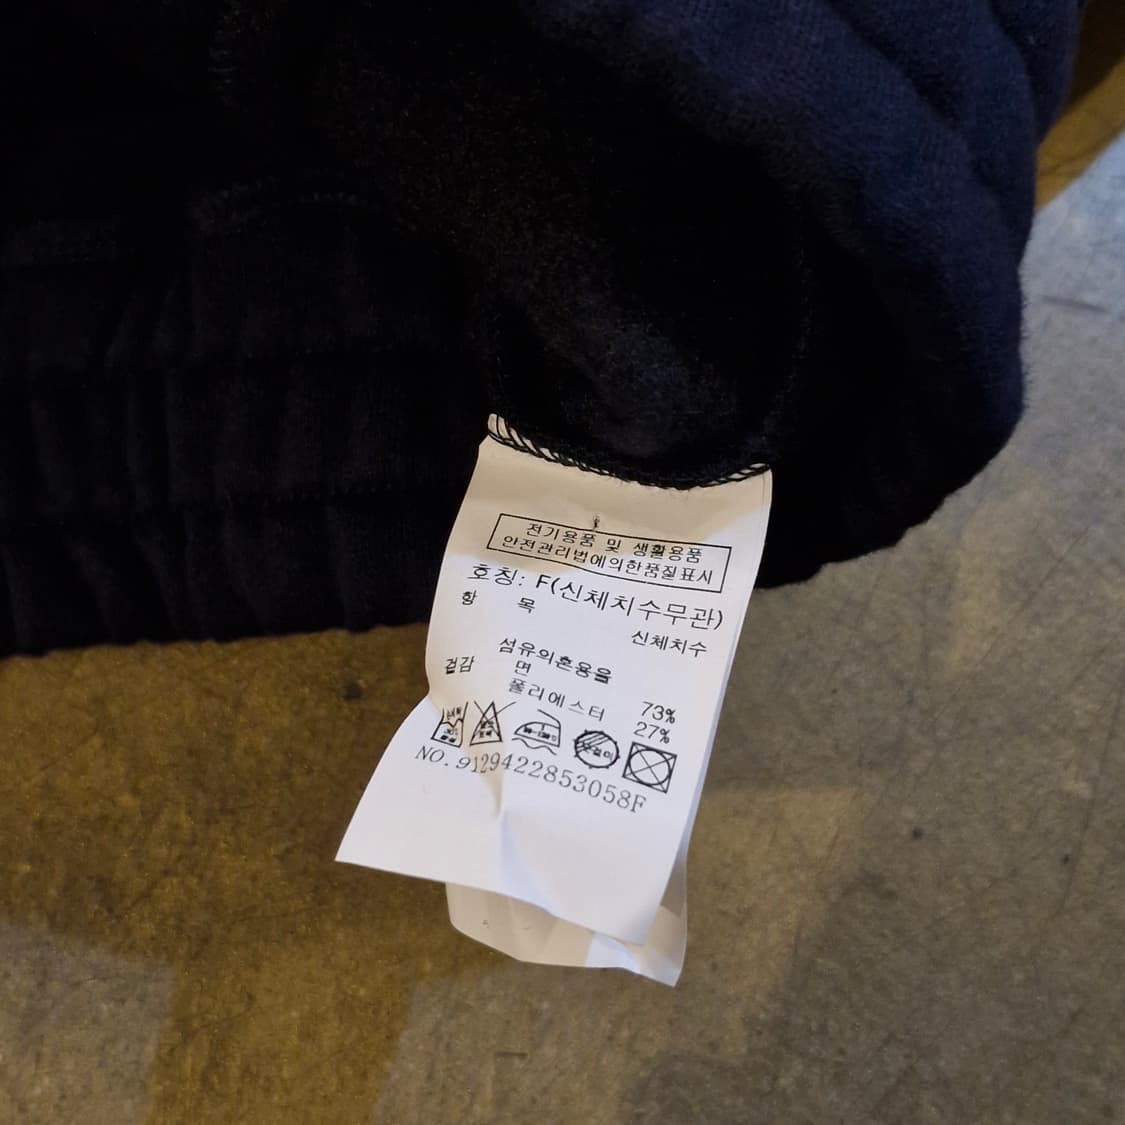 전기용품 및 생활용품
안전관리법에의한품질표시
호칭: F(신체치수무관)
항 목
신체치수
섬유의혼용율
겉감 면 73%
폴리에스터 27%
NO.9129422853058F